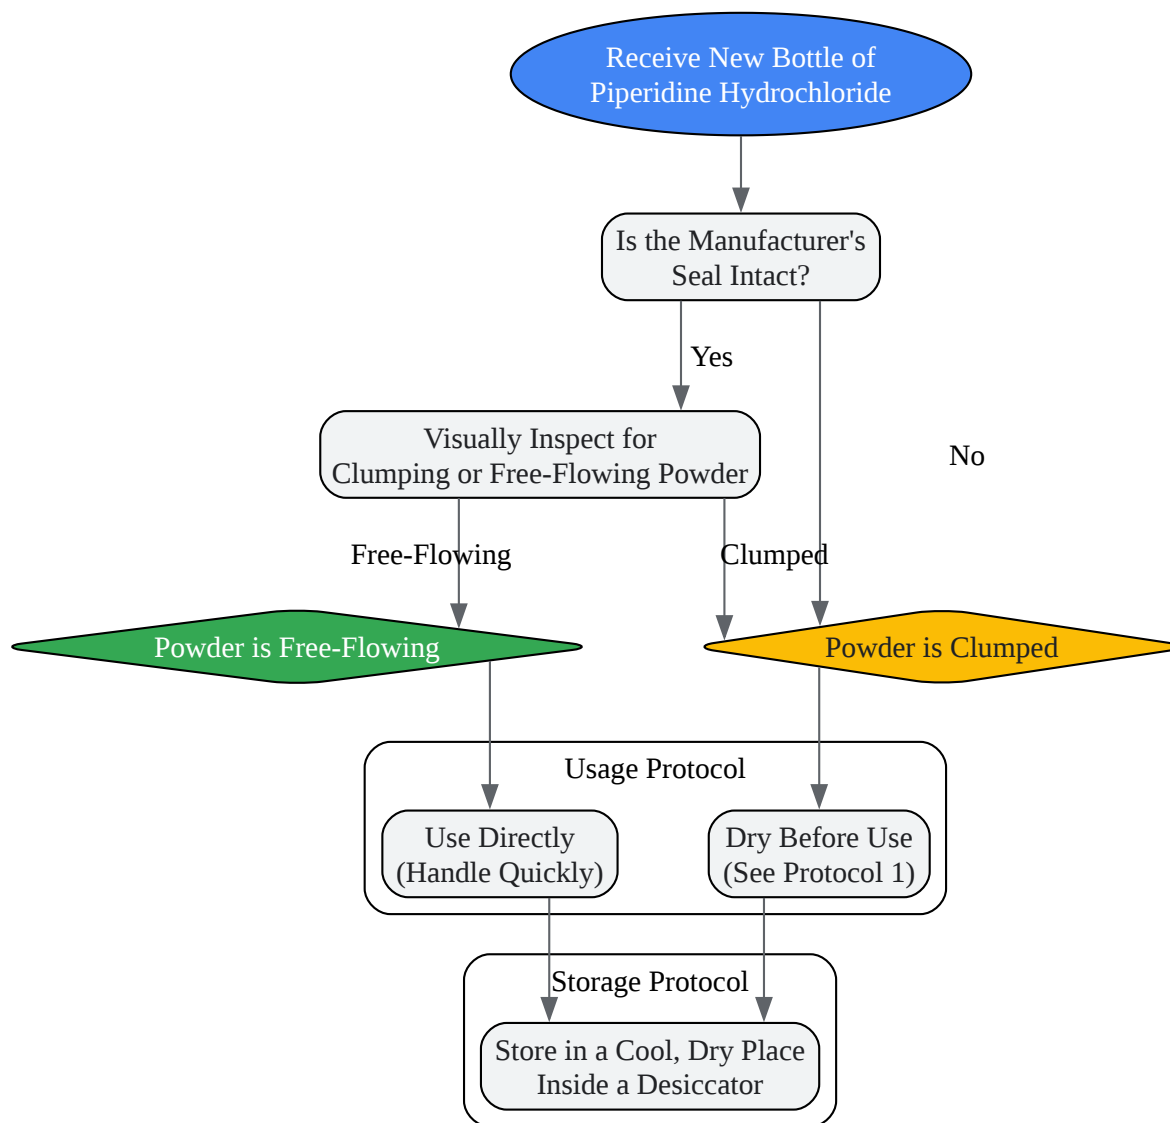 Receive New Bottle of
Piperidine Hydrochloride
Is the Manufacturer's
Seal Intact?
Yes
Visually Inspect for
Clumping or Free-Flowing Powder
No
Free-Flowing
Clumped
Powder is Free-Flowing
Powder is Clumped
Usage Protocol
Use Directly
(Handle Quickly)
Dry Before Use
(See Protocol 1)
Storage Protocol
Store in a Cool, Dry Place
Inside a Desiccator